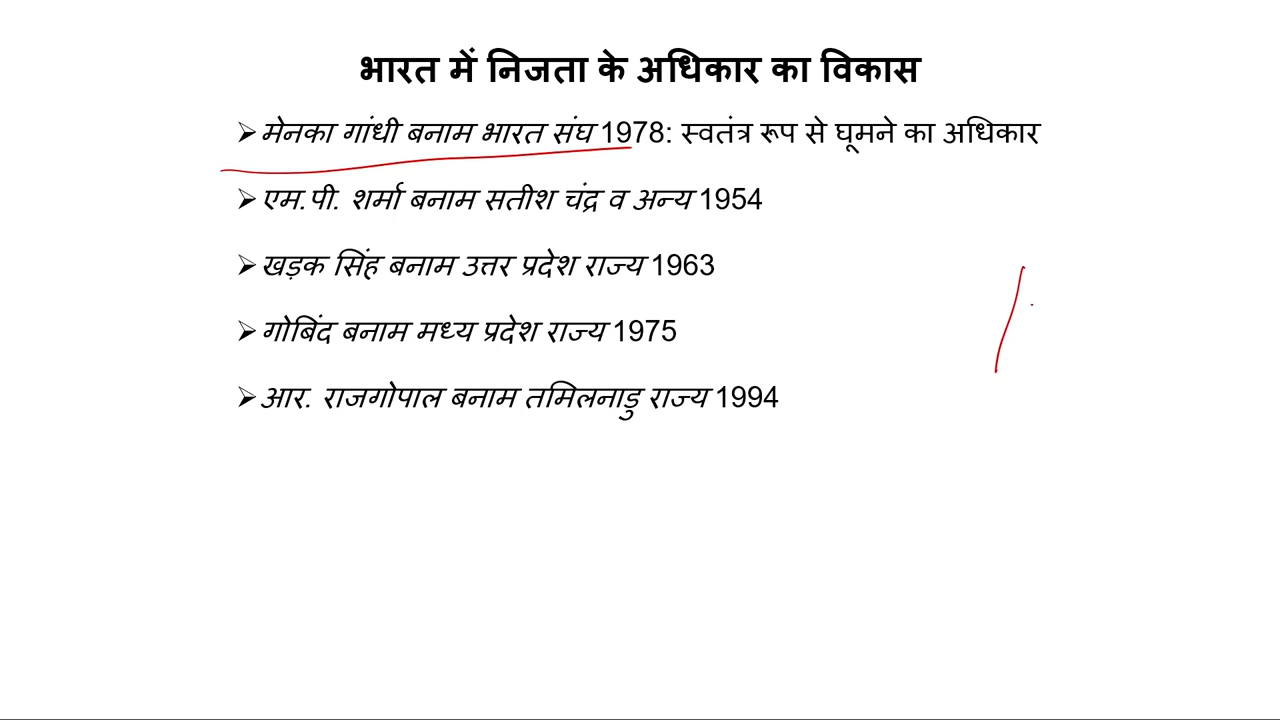 भारत में निजता के अधिकार का विकास
➢मेनका गांधी बनाम भारत संघ 1978: स्वतंत्र रूप से घूमने का अधिकार
➢एम.पी. शर्मा बनाम सतीश चंद्र व अन्य 1954
➢खड़क सिंह बनाम उत्तर प्रदेश राज्य 1963
➢गोबिंद बनाम मध्य प्रदेश राज्य 1975
➢आर. राजगोपाल बनाम तमिलनाडु राज्य 1994